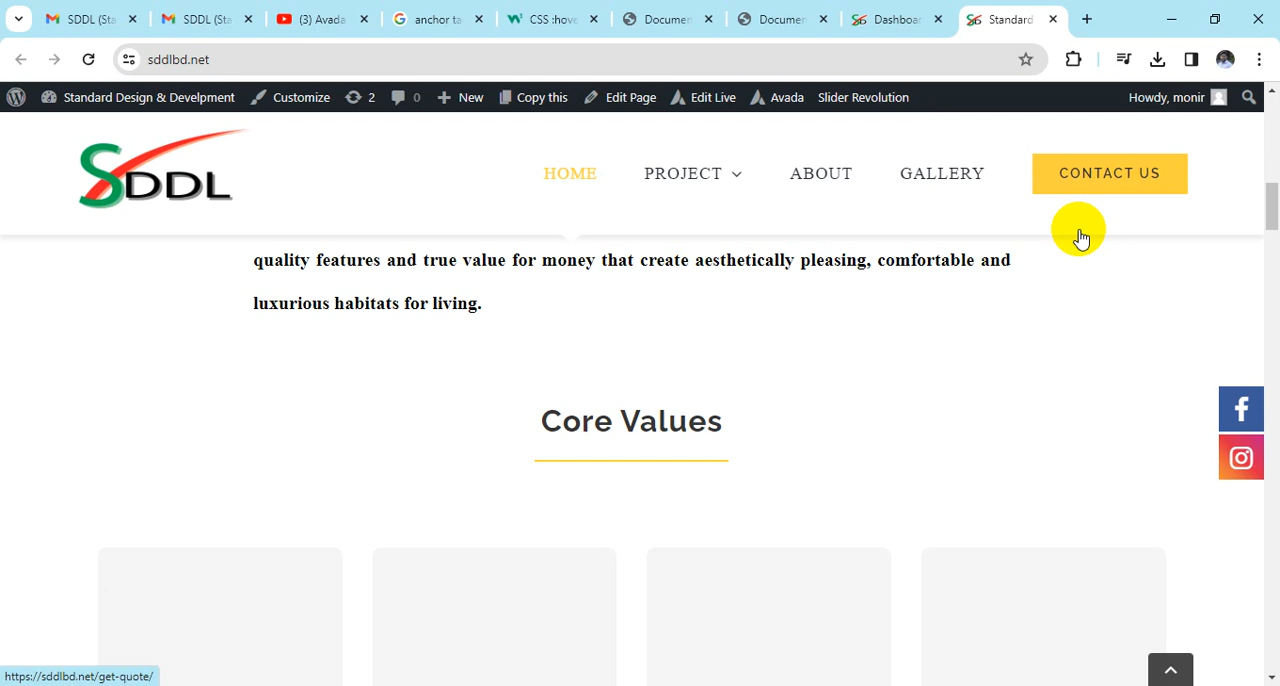 SDDL (Sta
SDDL (Sta
(3) Avada
anchor ta
CSS :hove
Documen
Documen
Dashboar
Standard
sddlbd.net
Standard Design & Develpment
Customize
2
0
New
Copy this
Edit Page
Edit Live
Avada
Slider Revolution
Howdy, monir
SDDL
HOME
PROJECT
ABOUT
GALLERY
CONTACT US
quality features and true value for money that create aesthetically pleasing, comfortable and
luxurious habitats for living.
Core Values
https://sddlbd.net/get-quote/